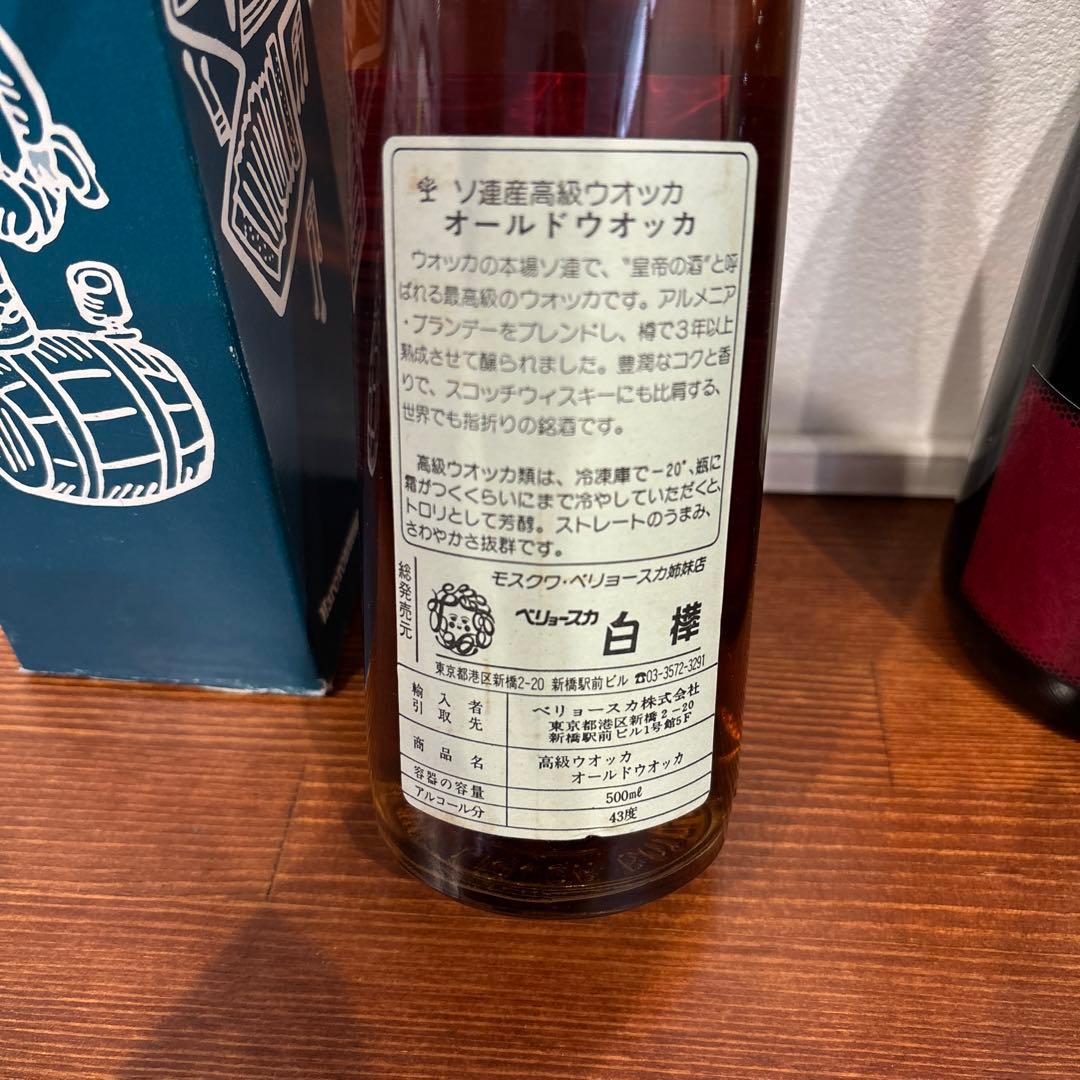 ソ連産高級ウオッカ
オールドウオッカ
ウオッカの本場ソ連で、“皇帝の酒”と呼
ばれる最高級のウオッカです。アルメニア
・ブランデーをブレンドし、樽で3年以上
熟成させて醸られました。豊潤なコクと香
りで、スコッチウィスキーにも比肩する、
世界でも指折りの銘酒です。
高級ウオッカ類は、冷凍庫で−20°、瓶に
霜がつくくらいにまで冷やしていただくと、
トロリとして芳醇。ストレートのうまみ、
さわやかさ抜群です。
総発売元
モスクワ・ベリョースカ姉妹店
ベリョースカ 白樺
東京都港区新橋2-20 新橋駅前ビル ☎03-3572-3291
輸入者 引取先
ベリョースカ株式会社
東京都港区新橋2-20
新橋駅前ビル1号館5F
商品名
高級ウオッカ
オールドウオッカ
容器の容量 500mℓ
アルコール分 43度